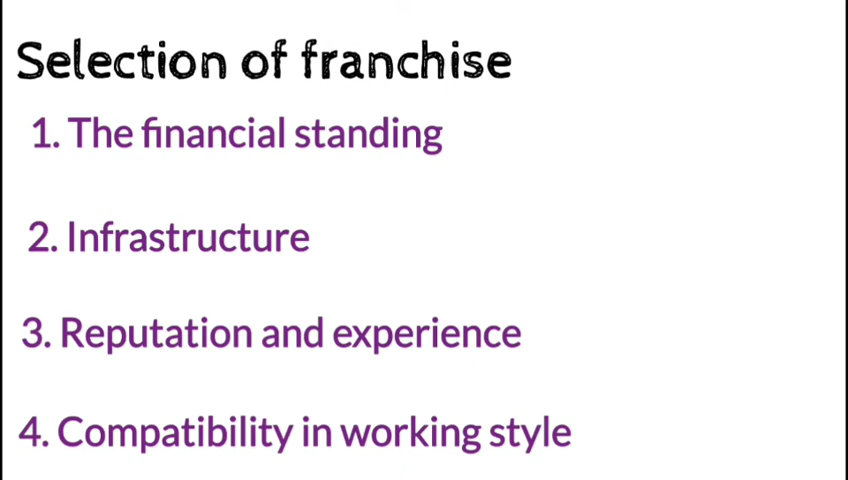 Selection of franchise
1. The financial standing
2. Infrastructure
3. Reputation and experience
4. Compatibility in working style